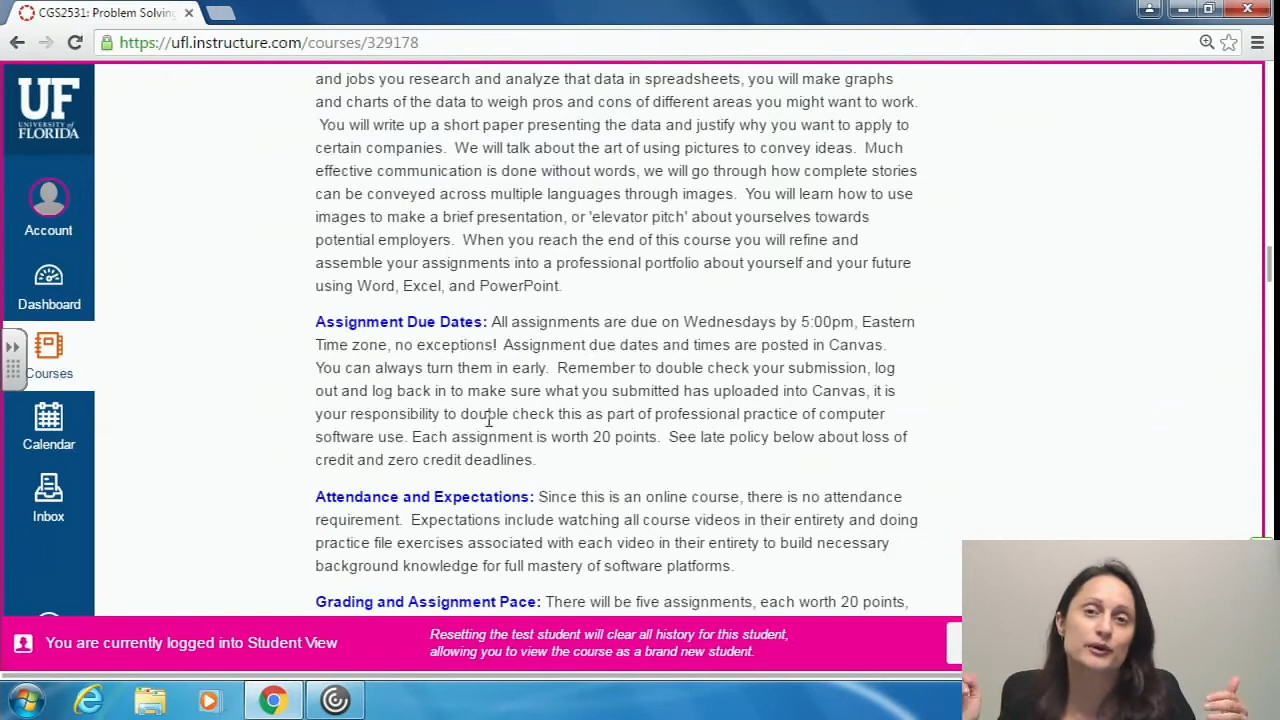 CGS2531: Problem Solving
https://ufl.instructure.com/courses/329178
UF
UNIVERSITY of
FLORIDA
Account
Dashboard
Courses
Calendar
Inbox
and jobs you research and analyze that data in spreadsheets, you will make graphs
and charts of the data to weigh pros and cons of different areas you might want to work.
You will write up a short paper presenting the data and justify why you want to apply to
certain companies.  We will talk about the art of using pictures to convey ideas.  Much
effective communication is done without words, we will go through how complete stories
can be conveyed across multiple languages through images.  You will learn how to use
images to make a brief presentation, or 'elevator pitch' about yourselves towards
potential employers.  When you reach the end of this course you will refine and
assemble your assignments into a professional portfolio about yourself and your future
using Word, Excel, and PowerPoint.
Assignment Due Dates: All assignments are due on Wednesdays by 5:00pm, Eastern
Time zone, no exceptions!  Assignment due dates and times are posted in Canvas.
You can always turn them in early.  Remember to double check your submission, log
out and log back in to make sure what you submitted has uploaded into Canvas, it is
your responsibility to double check this as part of professional practice of computer
software use. Each assignment is worth 20 points.  See late policy below about loss of
credit and zero credit deadlines.
Attendance and Expectations: Since this is an online course, there is no attendance
requirement.  Expectations include watching all course videos in their entirety and doing
practice file exercises associated with each video in their entirety to build necessary
background knowledge for full mastery of software platforms.
Grading and Assignment Pace: There will be five assignments, each worth 20 points,
You are currently logged into Student View
Resetting the test student will clear all history for this student,
allowing you to view the course as a brand new student.